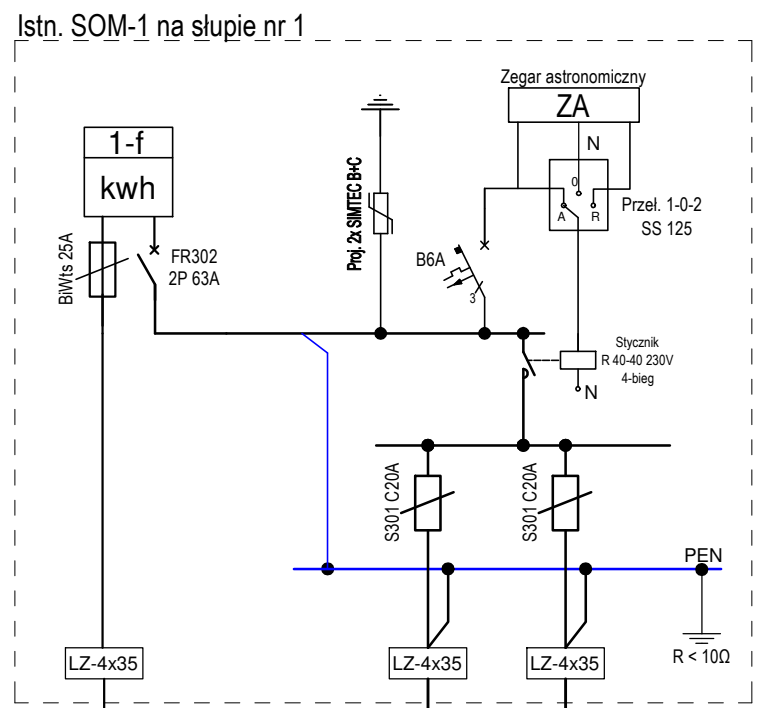 Istn. SOM-1 na słupie nr 1
Zegar astronomiczny
ZA
1-f
kwh
N
0
A
R
Przeł. 1-0-2
SS 125
BiWts 25A
FR302
2P 63A
Proj. 2x SIMTEC B+C
B6A
3
Stycznik
R 40-40 230V
4-bieg
N
S301 C20A
S301 C20A
PEN
R < 10Ω
LZ-4x35
LZ-4x35
LZ-4x35